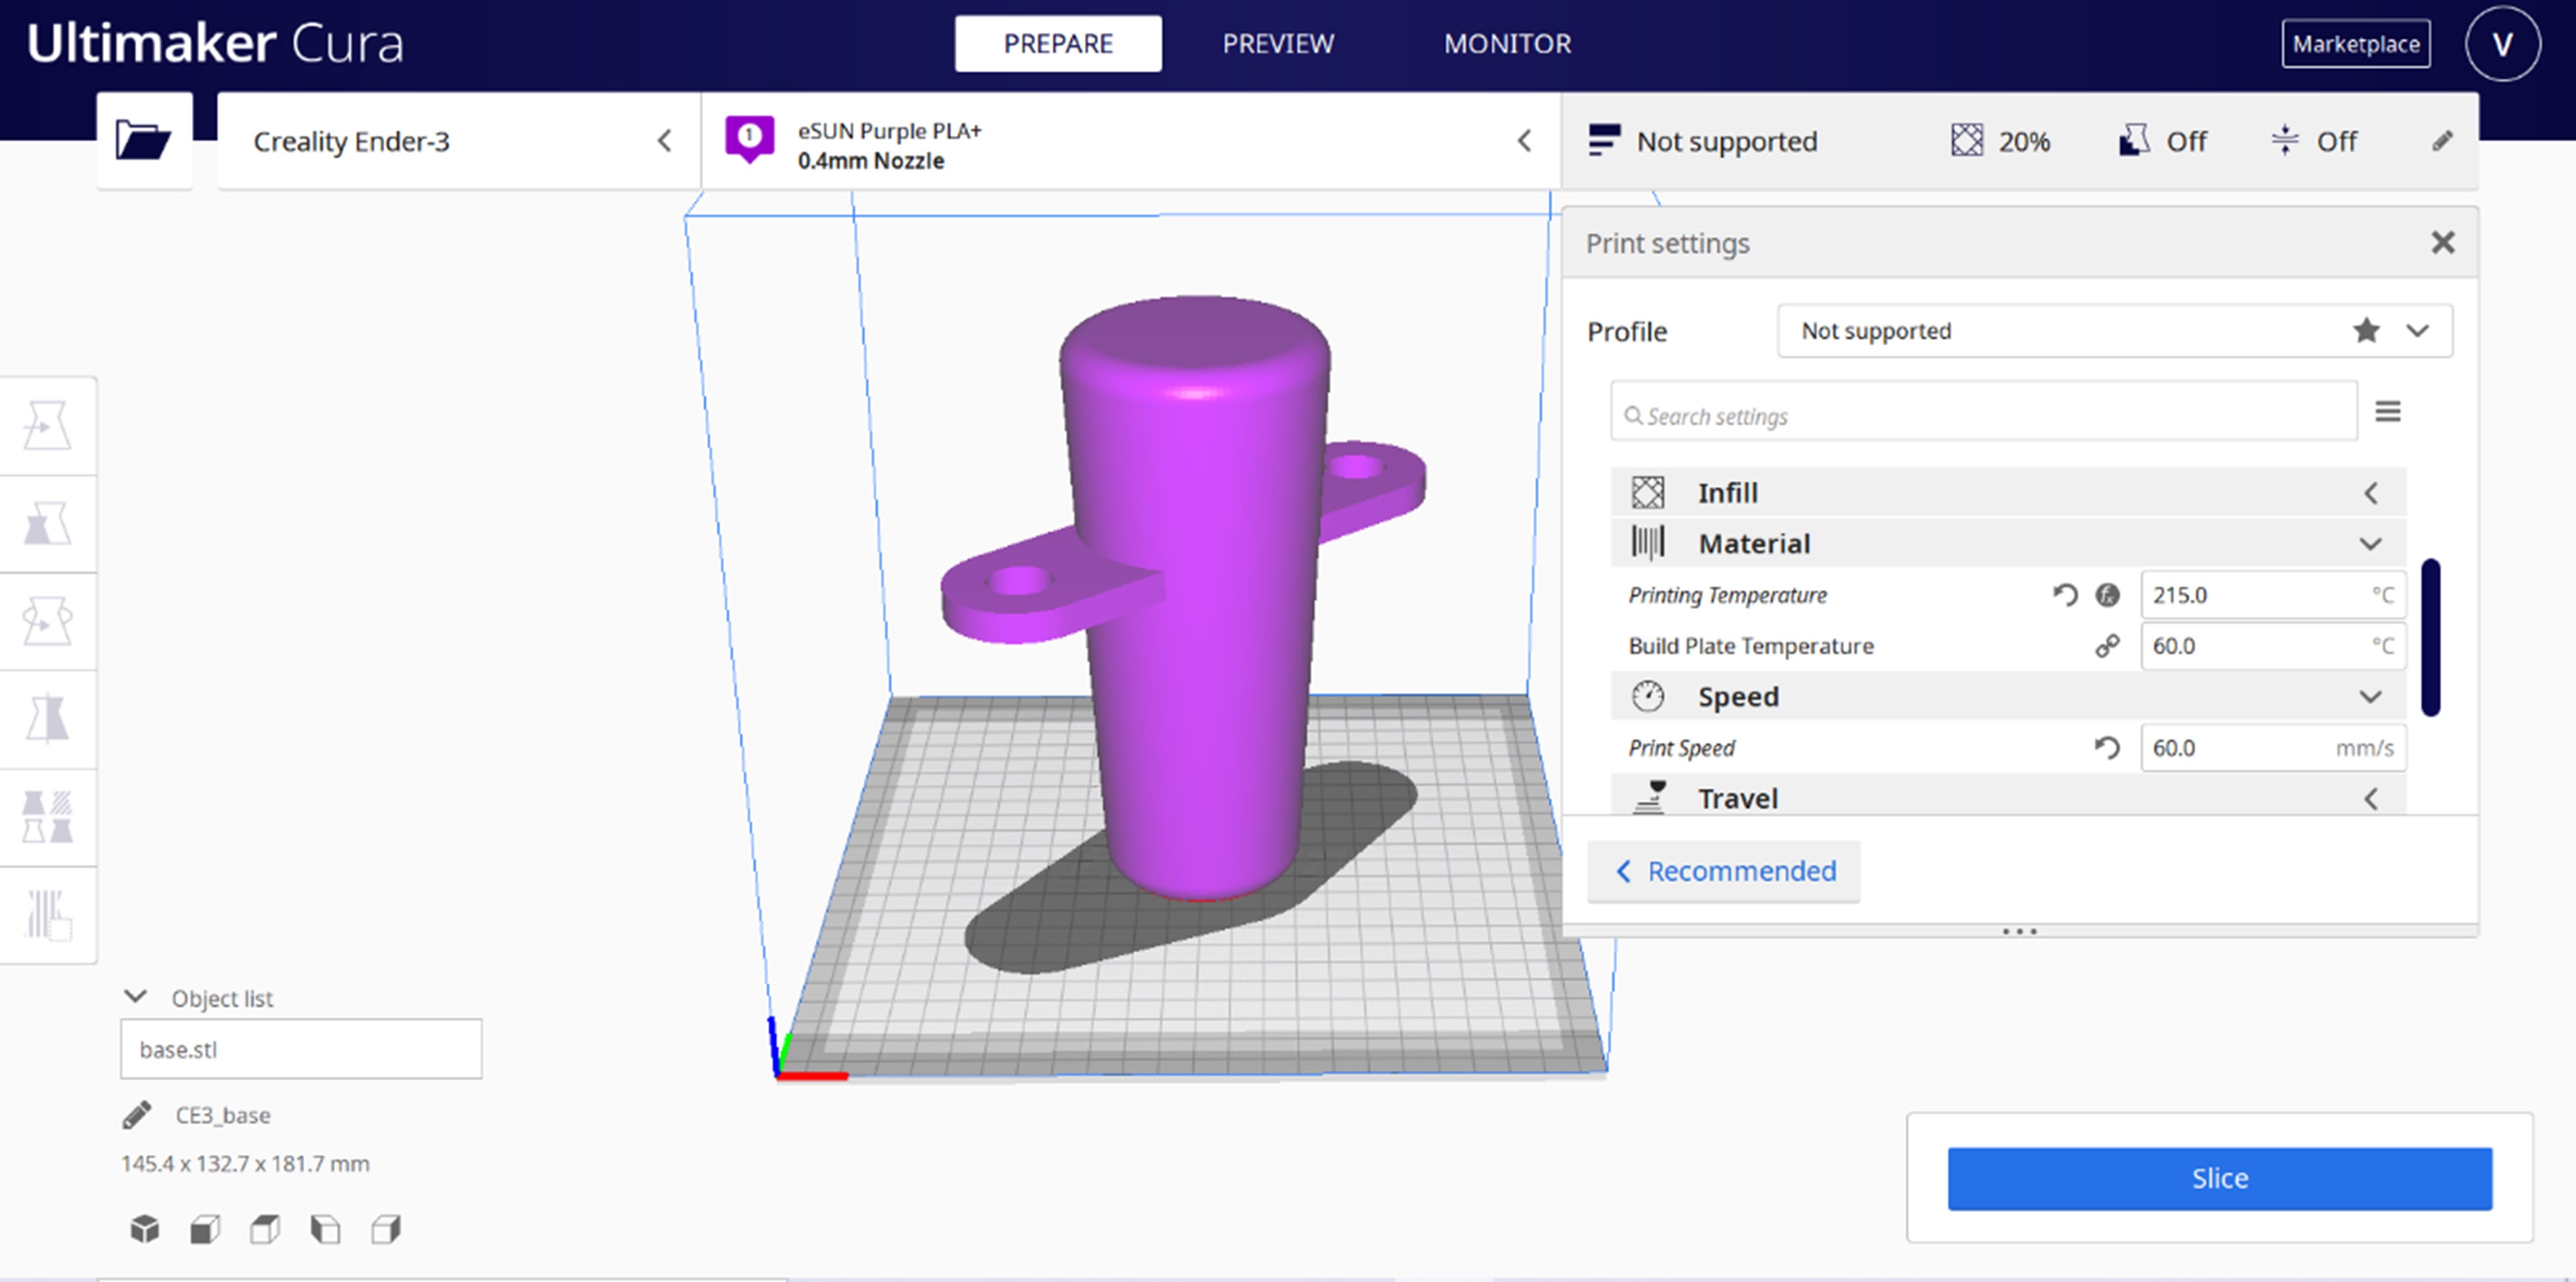 Ultimaker Cura
PREPARE
PREVIEW
MONITOR
Marketplace
V
Creality Ender-3
1
eSUN Purple PLA+
0.4mm Nozzle
Not supported
20%
Off
Off
Print settings
Profile
Not supported
Search settings
Infill
Material
Printing Temperature
215.0 °C
Build Plate Temperature
60.0 °C
Speed
Print Speed
60.0 mm/s
Travel
Recommended
Object list
base.stl
CE3_base
145.4 x 132.7 x 181.7 mm
Slice